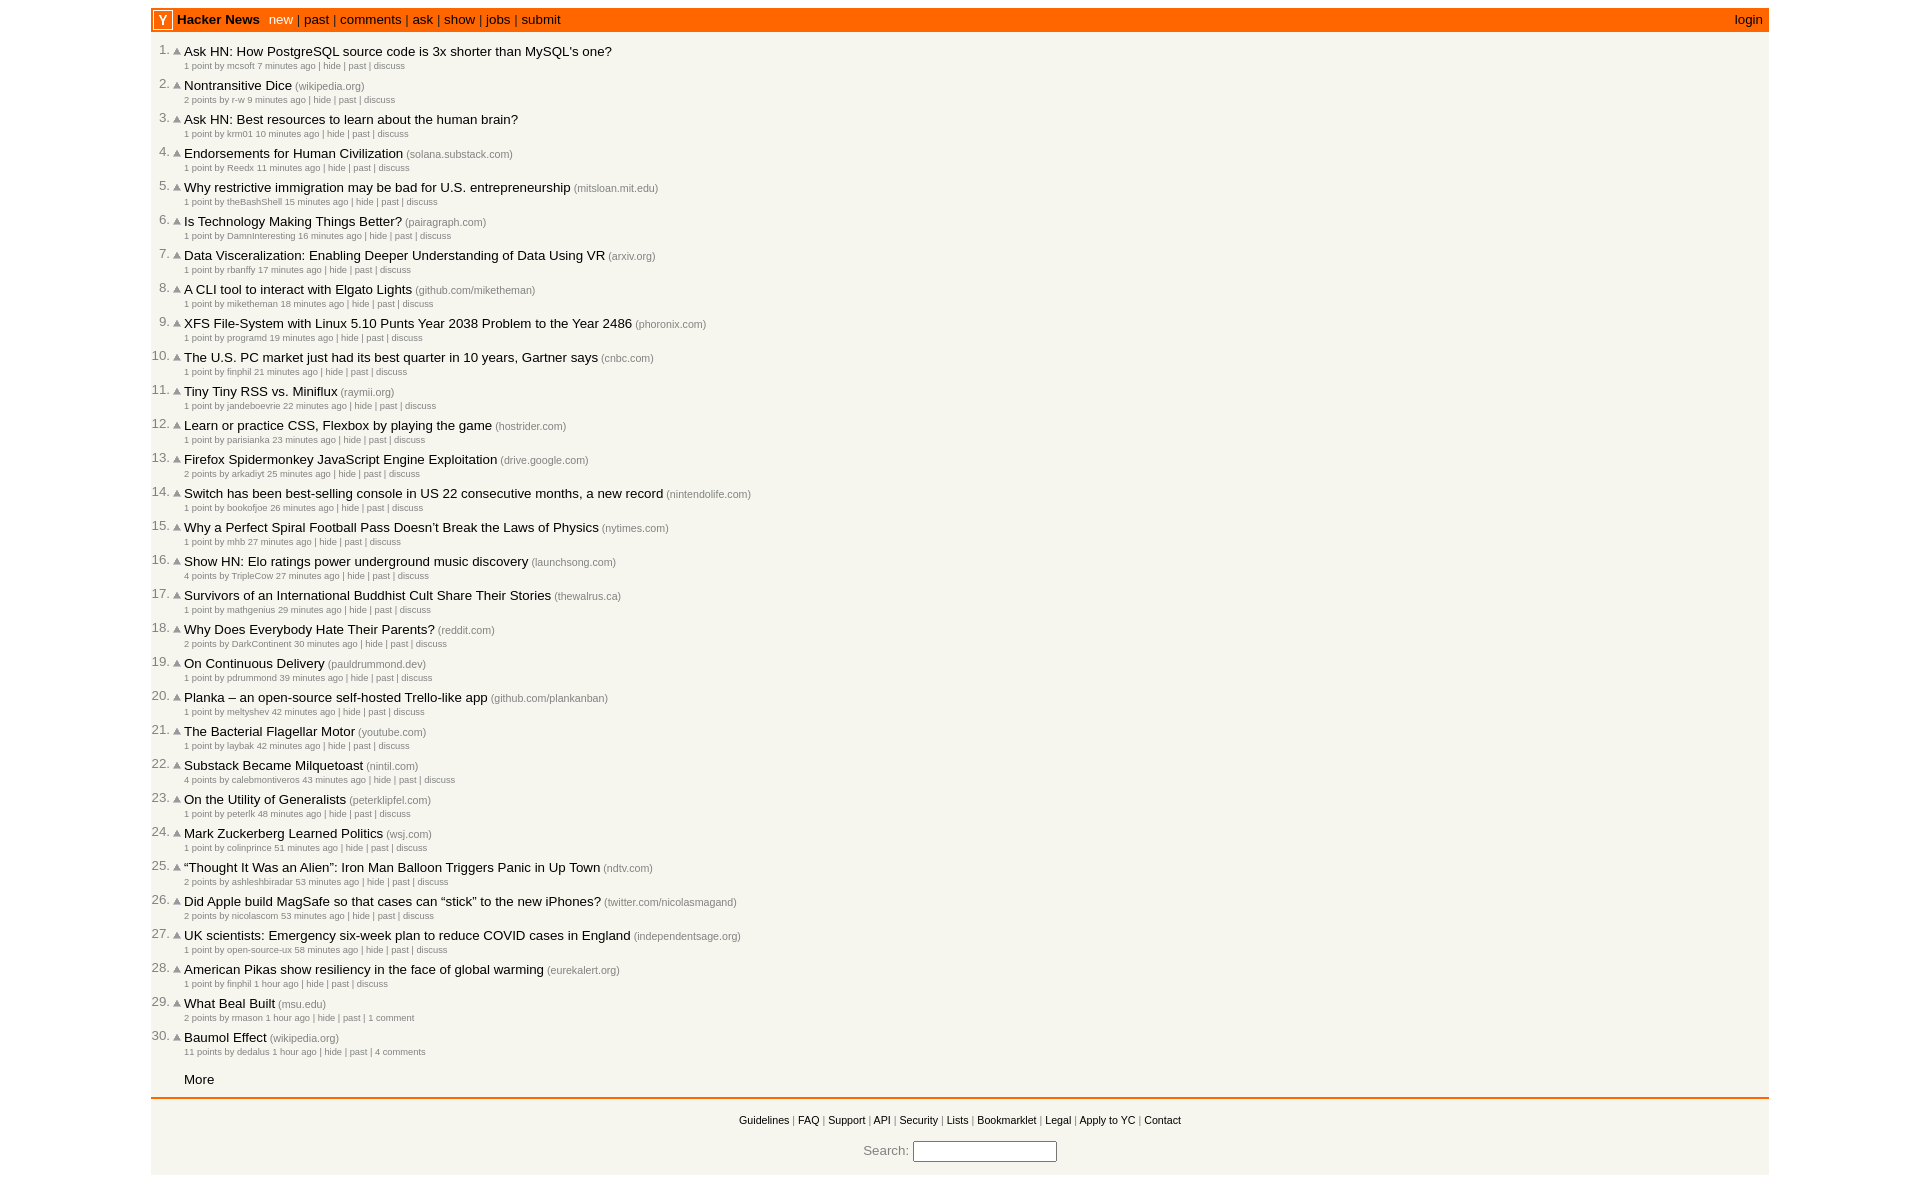 Y Hacker News new | past | comments | ask | show | jobs | submit login
1. Ask HN: How PostgreSQL source code is 3x shorter than MySQL's one?
1 point by mcsoft 7 minutes ago | hide | past | discuss
2. Nontransitive Dice (wikipedia.org)
2 points by r-w 9 minutes ago | hide | past | discuss
3. Ask HN: Best resources to learn about the human brain?
1 point by krm01 10 minutes ago | hide | past | discuss
4. Endorsements for Human Civilization (solana.substack.com)
1 point by Reedx 11 minutes ago | hide | past | discuss
5. Why restrictive immigration may be bad for U.S. entrepreneurship (mitsloan.mit.edu)
1 point by theBashShell 15 minutes ago | hide | past | discuss
6. Is Technology Making Things Better? (pairagraph.com)
1 point by DamnInteresting 16 minutes ago | hide | past | discuss
7. Data Visceralization: Enabling Deeper Understanding of Data Using VR (arxiv.org)
1 point by rbanffy 17 minutes ago | hide | past | discuss
8. A CLI tool to interact with Elgato Lights (github.com/miketheman)
1 point by miketheman 18 minutes ago | hide | past | discuss
9. XFS File-System with Linux 5.10 Punts Year 2038 Problem to the Year 2486 (phoronix.com)
1 point by programd 19 minutes ago | hide | past | discuss
10. The U.S. PC market just had its best quarter in 10 years, Gartner says (cnbc.com)
1 point by finphil 21 minutes ago | hide | past | discuss
11. Tiny Tiny RSS vs. Miniflux (raymii.org)
1 point by jandeboevrie 22 minutes ago | hide | past | discuss
12. Learn or practice CSS, Flexbox by playing the game (hostrider.com)
1 point by parisianka 23 minutes ago | hide | past | discuss
13. Firefox Spidermonkey JavaScript Engine Exploitation (drive.google.com)
2 points by arkadiyt 25 minutes ago | hide | past | discuss
14. Switch has been best-selling console in US 22 consecutive months, a new record (nintendolife.com)
1 point by bookofjoe 26 minutes ago | hide | past | discuss
15. Why a Perfect Spiral Football Pass Doesn’t Break the Laws of Physics (nytimes.com)
1 point by mhb 27 minutes ago | hide | past | discuss
16. Show HN: Elo ratings power underground music discovery (launchsong.com)
4 points by TripleCow 27 minutes ago | hide | past | discuss
17. Survivors of an International Buddhist Cult Share Their Stories (thewalrus.ca)
1 point by mathgenius 29 minutes ago | hide | past | discuss
18. Why Does Everybody Hate Their Parents? (reddit.com)
2 points by DarkContinent 30 minutes ago | hide | past | discuss
19. On Continuous Delivery (pauldrummond.dev)
1 point by pdrummond 39 minutes ago | hide | past | discuss
20. Planka – an open-source self-hosted Trello-like app (github.com/plankanban)
1 point by meltyshev 42 minutes ago | hide | past | discuss
21. The Bacterial Flagellar Motor (youtube.com)
1 point by laybak 42 minutes ago | hide | past | discuss
22. Substack Became Milquetoast (nintil.com)
4 points by calebmontiveros 43 minutes ago | hide | past | discuss
23. On the Utility of Generalists (peterklipfel.com)
1 point by peterlk 48 minutes ago | hide | past | discuss
24. Mark Zuckerberg Learned Politics (wsj.com)
1 point by colinprince 51 minutes ago | hide | past | discuss
25. “Thought It Was an Alien”: Iron Man Balloon Triggers Panic in Up Town (ndtv.com)
2 points by ashleshbiradar 53 minutes ago | hide | past | discuss
26. Did Apple build MagSafe so that cases can “stick” to the new iPhones? (twitter.com/nicolasmagand)
2 points by nicolascom 53 minutes ago | hide | past | discuss
27. UK scientists: Emergency six-week plan to reduce COVID cases in England (independentsage.org)
1 point by open-source-ux 58 minutes ago | hide | past | discuss
28. American Pikas show resiliency in the face of global warming (eurekalert.org)
1 point by finphil 1 hour ago | hide | past | discuss
29. What Beal Built (msu.edu)
2 points by rmason 1 hour ago | hide | past | 1 comment
30. Baumol Effect (wikipedia.org)
11 points by dedalus 1 hour ago | hide | past | 4 comments
More
Guidelines | FAQ | Support | API | Security | Lists | Bookmarklet | Legal | Apply to YC | Contact
Search: